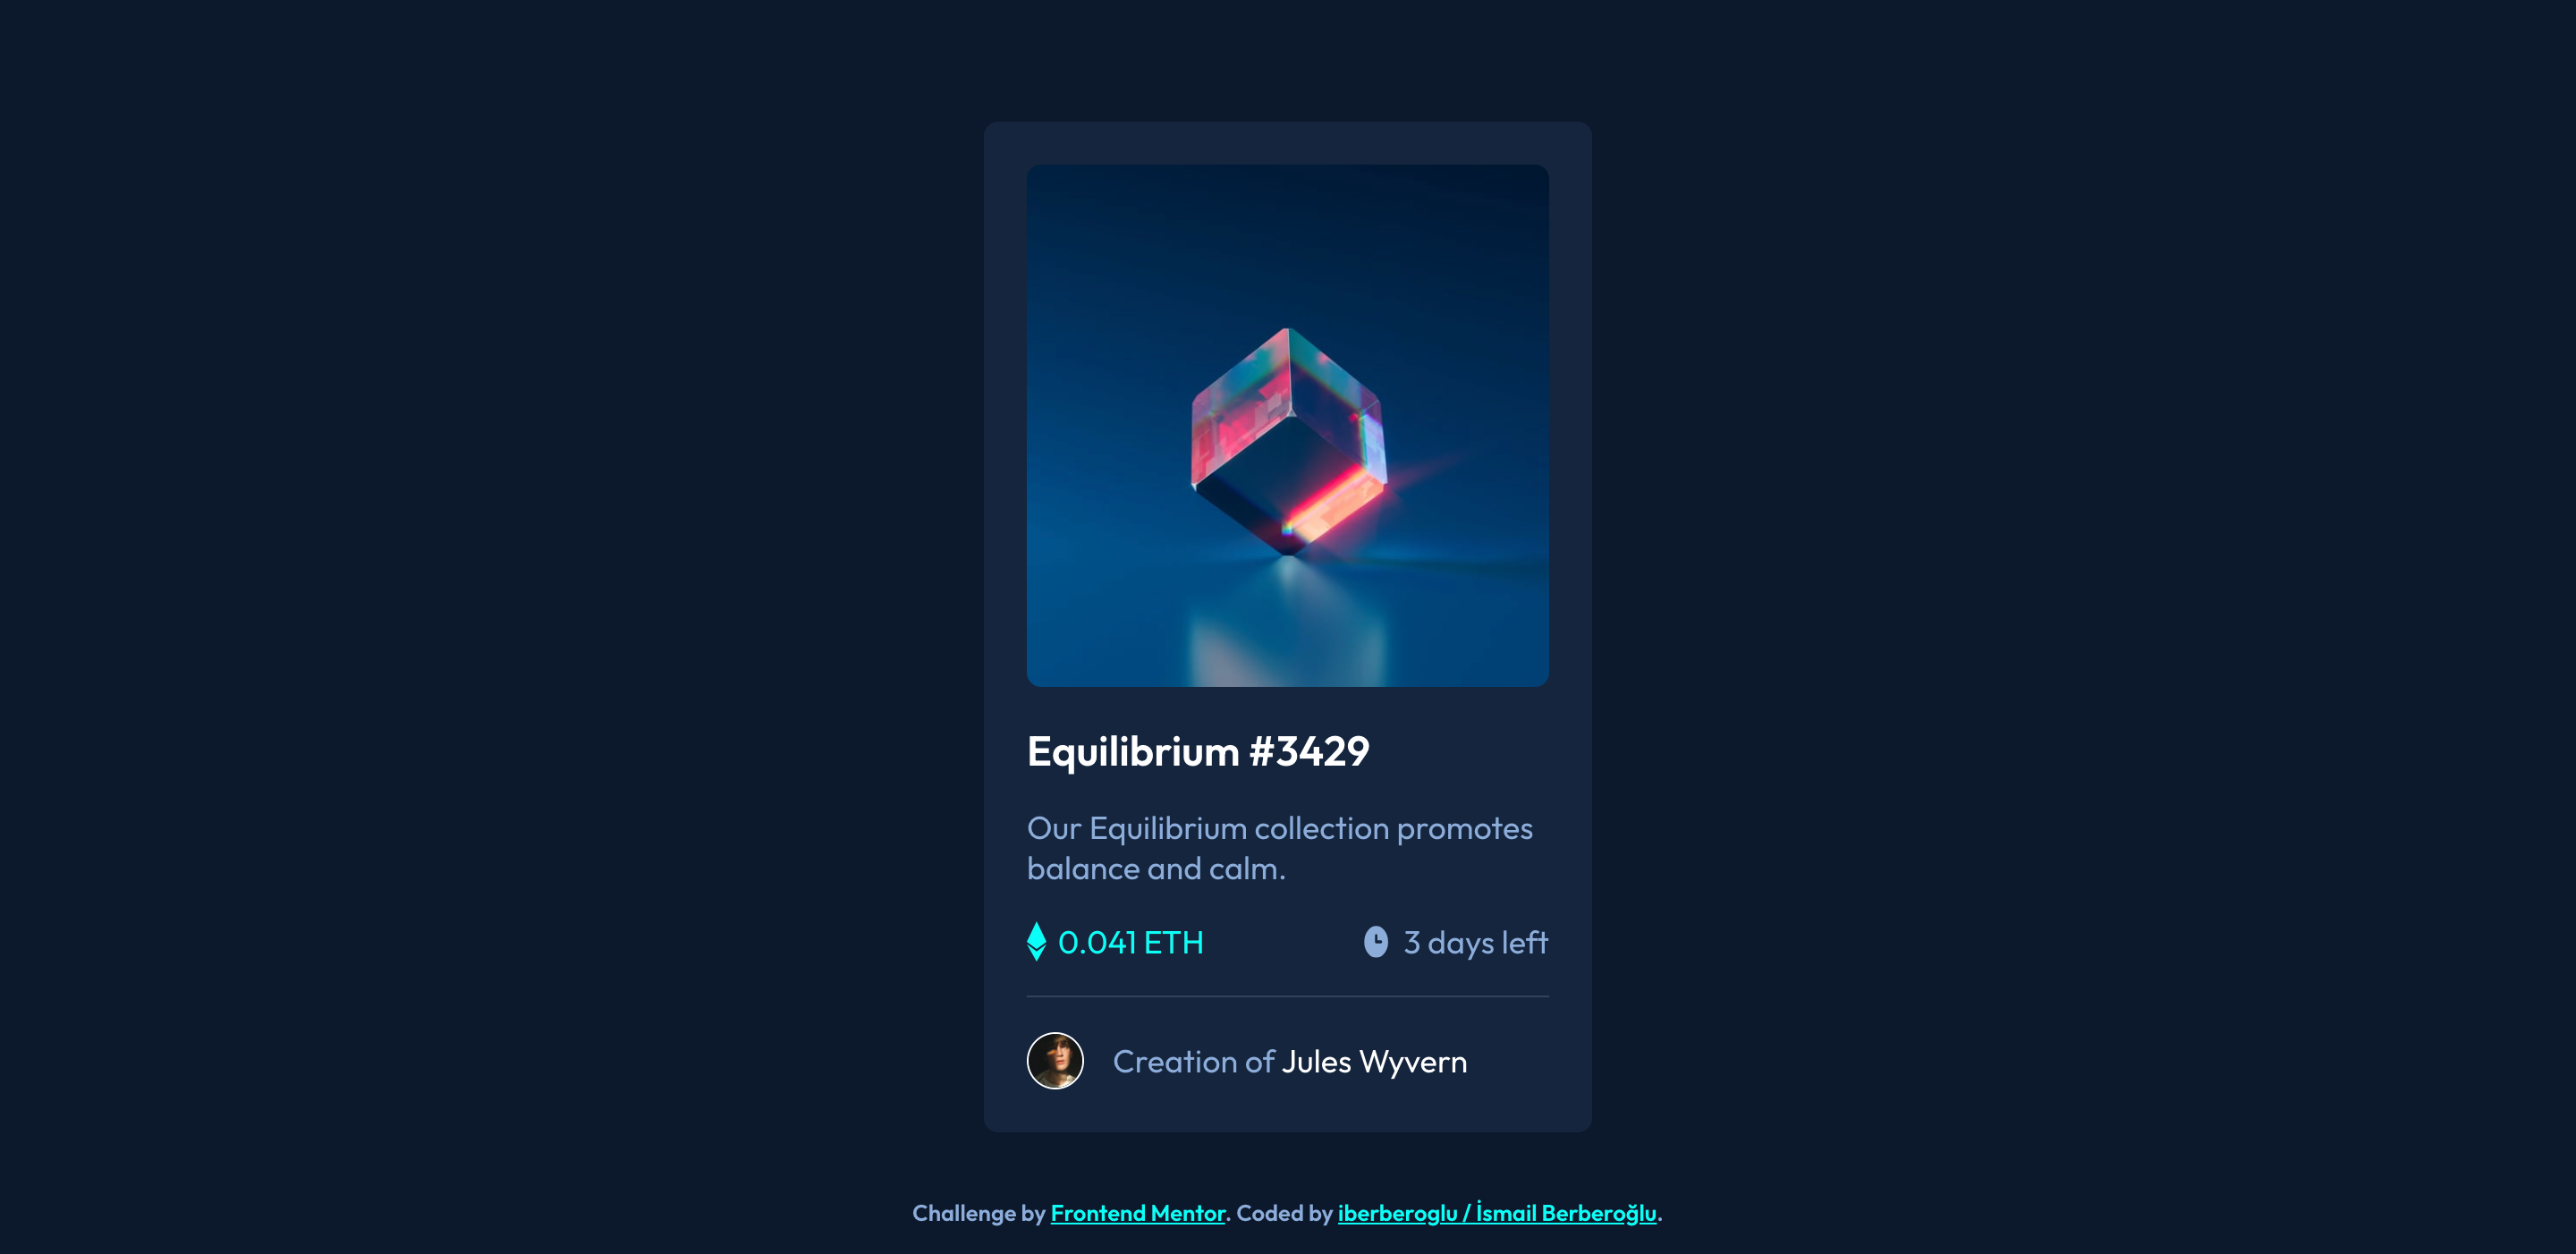 Equilibrium #3429
Our Equilibrium collection promotes
balance and calm.
0.041 ETH
3 days left
Creation of Jules Wyvern
Challenge by Frontend Mentor. Coded by iberberoglu / İsmail Berberoğlu.